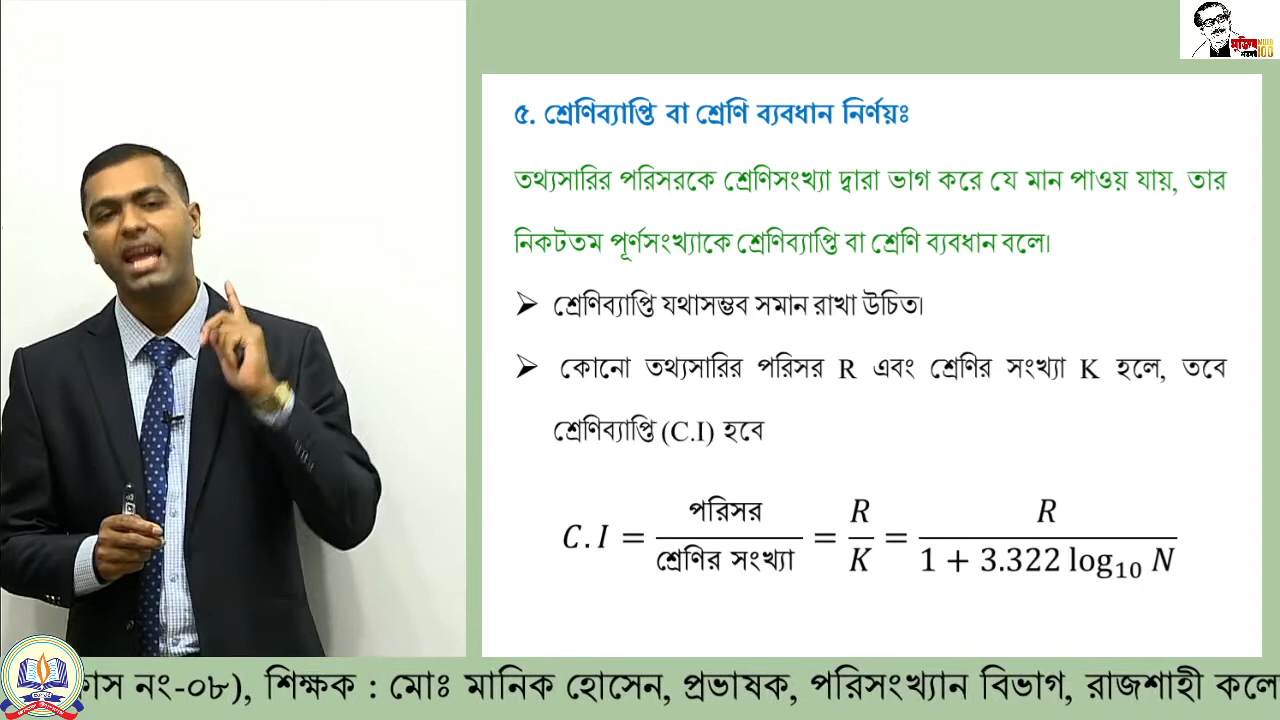 ৫. শ্রেণিব্যাপ্তি বা শ্রেণি ব্যবধান নির্ণয়ঃ
তথ্যসারির পরিসরকে শ্রেণিসংখ্যা দ্বারা ভাগ করে যে মান পাওয় যায়, তার
নিকটতম পূর্ণসংখ্যাকে শ্রেণিব্যাপ্তি বা শ্রেণি ব্যবধান বলে।
➢ শ্রেণিব্যাপ্তি যথাসম্ভব সমান রাখা উচিত।
➢ কোনো তথ্যসারির পরিসর R এবং শ্রেণির সংখ্যা K হলে, তবে
শ্রেণিব্যাপ্তি (C.I) হবে
C.I = পরিসর / শ্রেণির সংখ্যা = R / K = R / 1 + 3.322 log₁₀ N
নং-০৮), শিক্ষক : মোঃ মানিক হোসেন, প্রভাষক, পরিসংখ্যান বিভাগ, রাজশাহী কলে